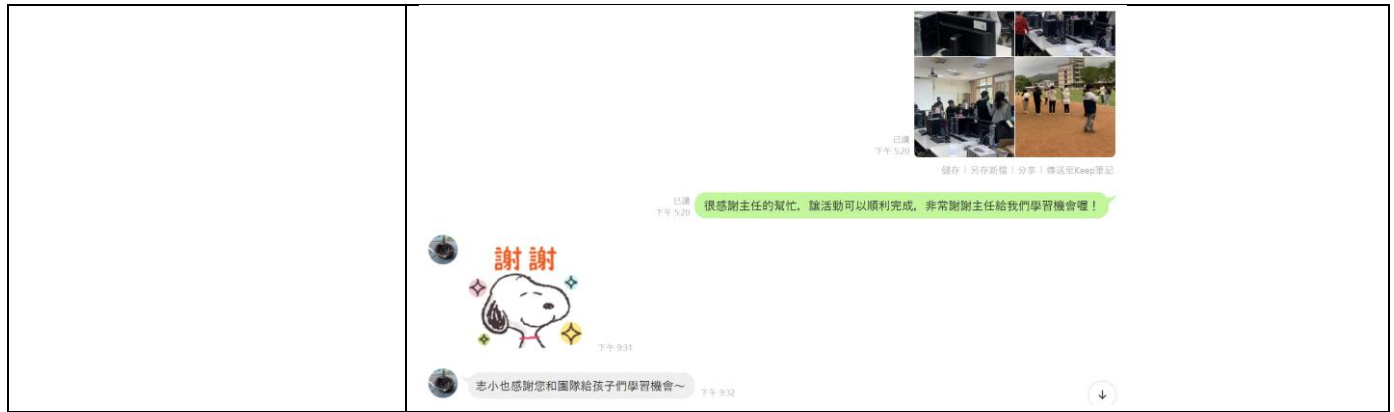 已讀
下午 5:20
儲存 | 另存新檔 | 分享 | 傳送至Keep筆記
已讀
下午 5:20
很感謝主任的幫忙，讓活動可以順利完成，非常謝謝主任給我們學習機會喔！
謝謝
下午 9:31
志小也感謝您和團隊給孩子們學習機會～
下午 9:32